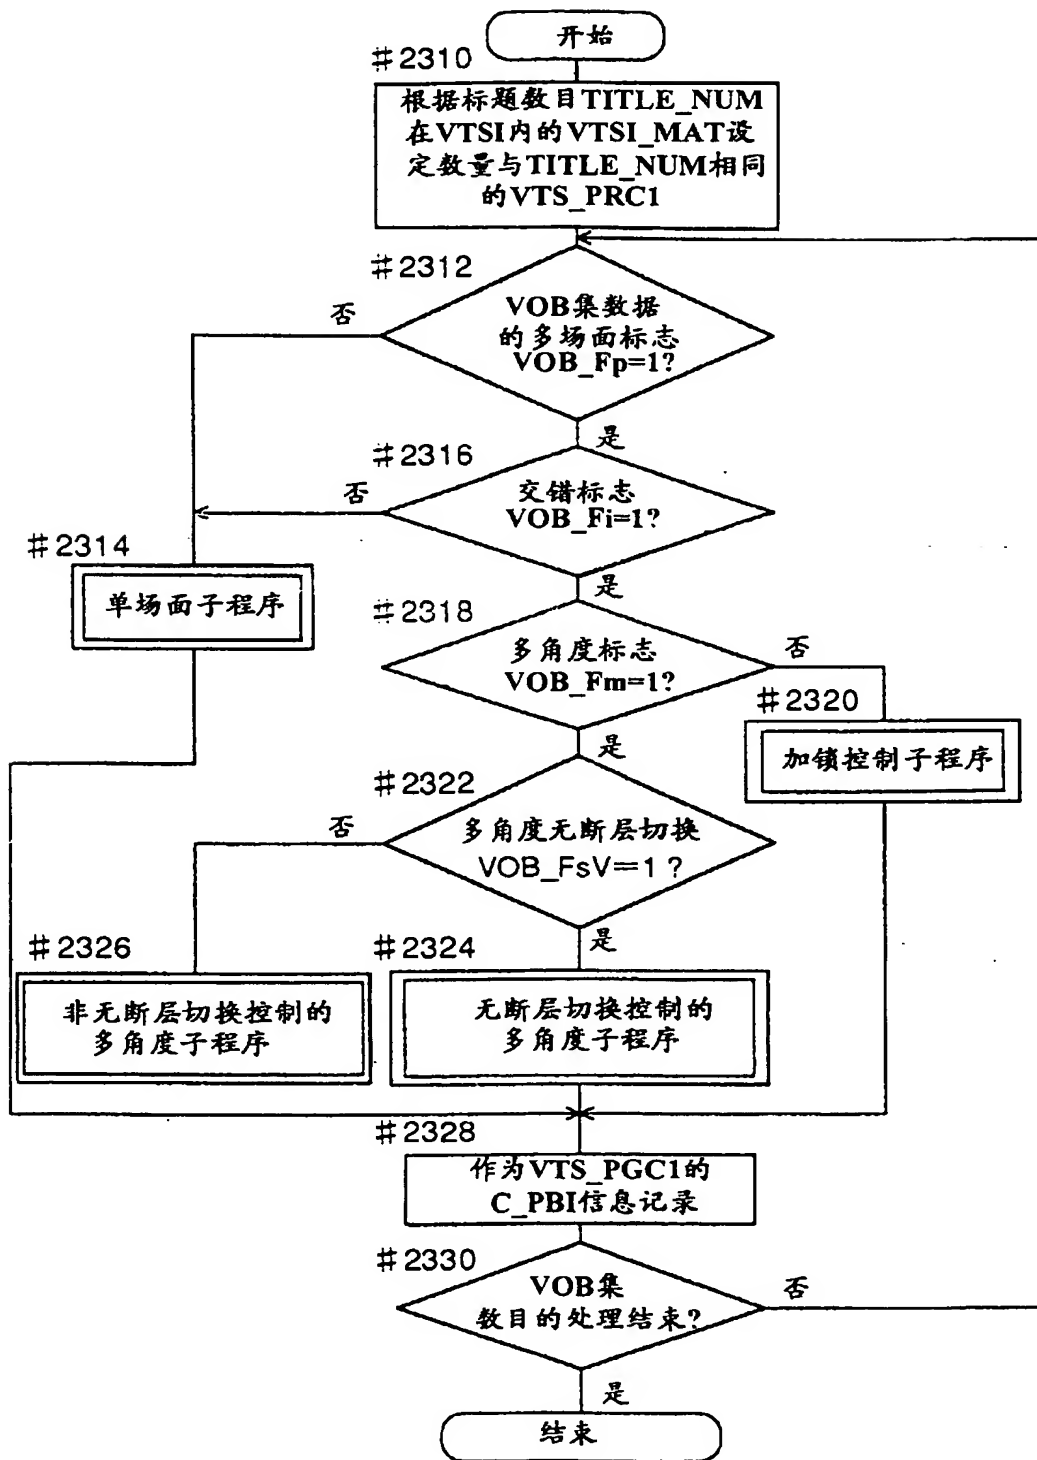 开始
#2310
根据标题数目TITLE_NUM
在VTSI内的VTSI_MAT设
定数量与TITLE_NUM相同
的VTS_PRC1
#2312
VOB集数据
的多场面标志
VOB_Fp=1?
否
是
#2316
交错标志
VOB_Fi=1?
否
是
#2314
单场面子程序
#2318
多角度标志
VOB_Fm=1?
否
是
#2320
加锁控制子程序
#2322
多角度无断层切换
VOB_FsV=1?
否
是
#2326
非无断层切换控制的
多角度子程序
#2324
无断层切换控制的
多角度子程序
#2328
作为VTS_PGC1的
C_PBI信息记录
#2330
VOB集
数目的处理结束?
否
是
结束